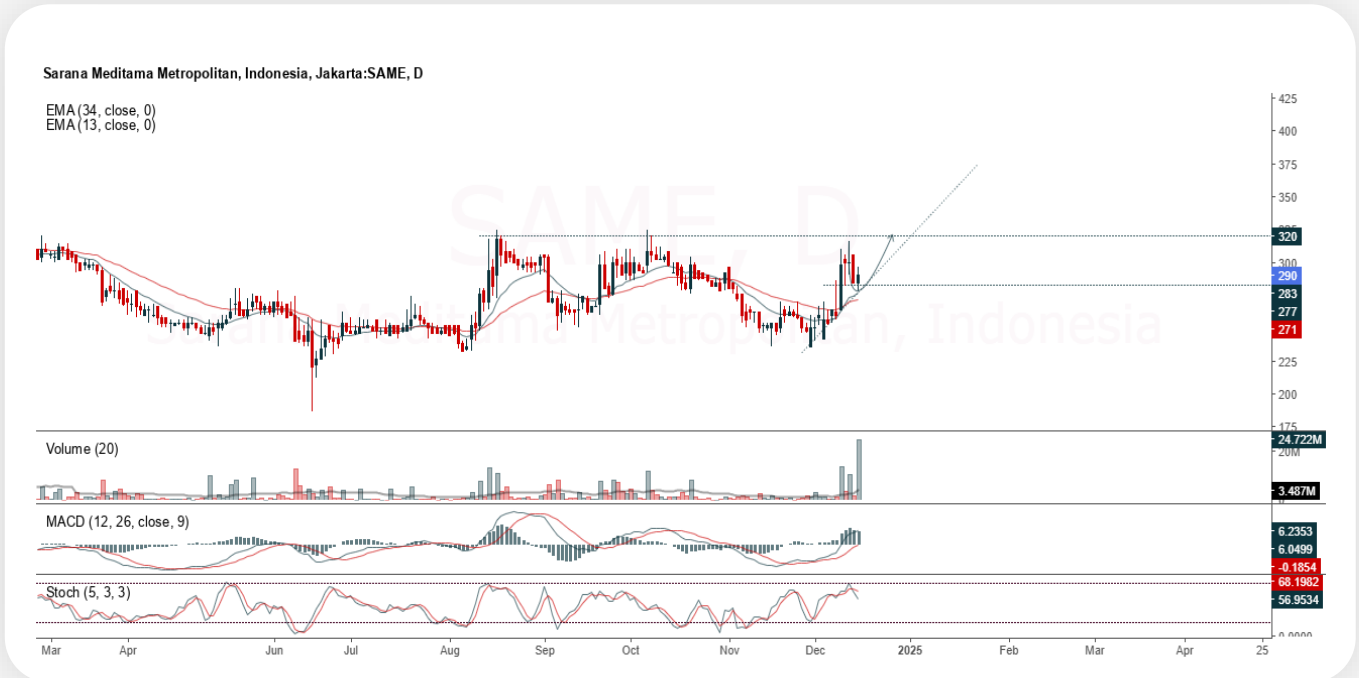 Sarana Meditama Metropolitan, Indonesia, Jakarta:SAME, D
EMA (34, close, 0)
EMA (13, close, 0)
SAME, D
Sarana Meditama Metropolitan, Indonesia
425
400
375
350
320
300
290
283
277
271
225
200
175
Volume (20)
24.722M
20M
3.487M
MACD (12, 26, close, 9)
6.2353
6.0499
-0.1854
Stoch (5, 3, 3)
68.1982
56.9534
0.0000
Mar Apr Jun Jul Aug Sep Oct Nov Dec 2025 Feb Mar Apr 25